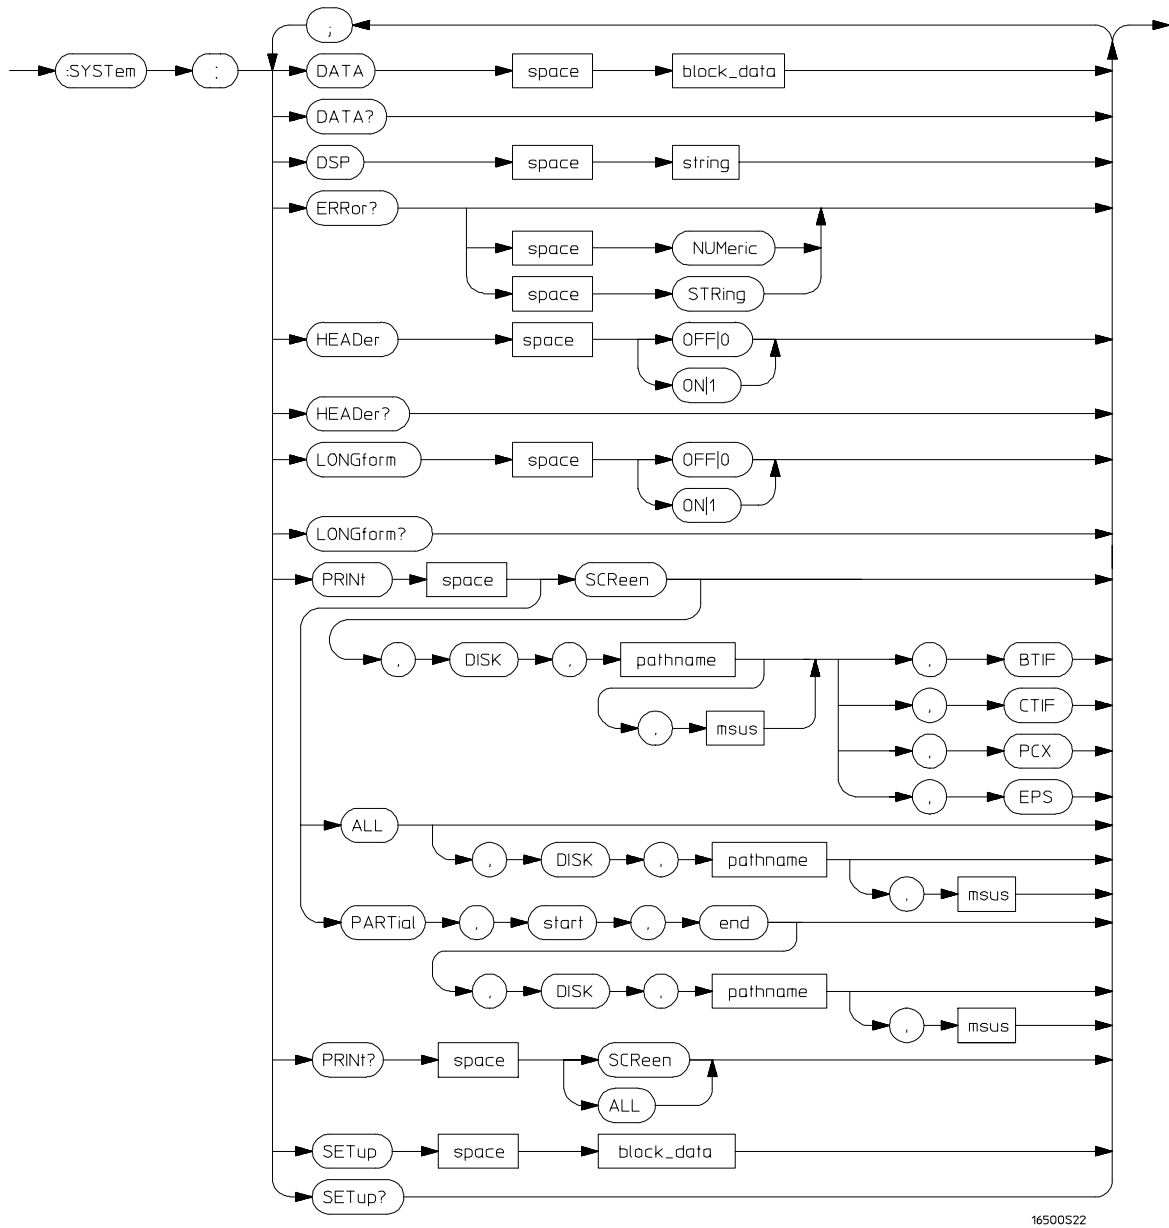 ;
:SYSTem : DATA space block_data
DATA?
DSP space string
ERRor?
space NUMeric
space STRing
HEADer space OFF|0
ON|1
HEADer?
LONGform space OFF|0
ON|1
LONGform?
PRINt space SCReen
, DISK , pathname , BTIF
, msus , CTIF
, PCX
, EPS
ALL
, DISK , pathname
, msus
PARTial , start , end
, DISK , pathname
, msus
PRINt? space SCReen
ALL
SETup space block_data
SETup?
16500S22